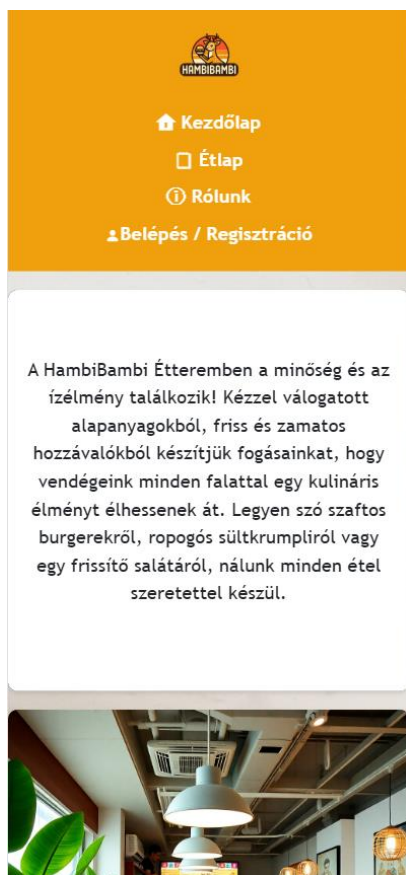 HAMBIBAMBI
Kezdőlap
Étlap
Rólunk
Belépés / Regisztráció
A HambiBambi Étteremben a minőség és az
ízélmény találkozik! Kézzel válogatott
alapanyagokból, friss és zamatos
hozzávalókból készítjük fogásainkat, hogy
vendégeink minden falattal egy kulináris
élményt élhessenek át. Legyen szó szaftos
burgerekről, ropogós sültkrumpliról vagy
egy frissítő salátáról, nálunk minden étel
szeretettel készül.